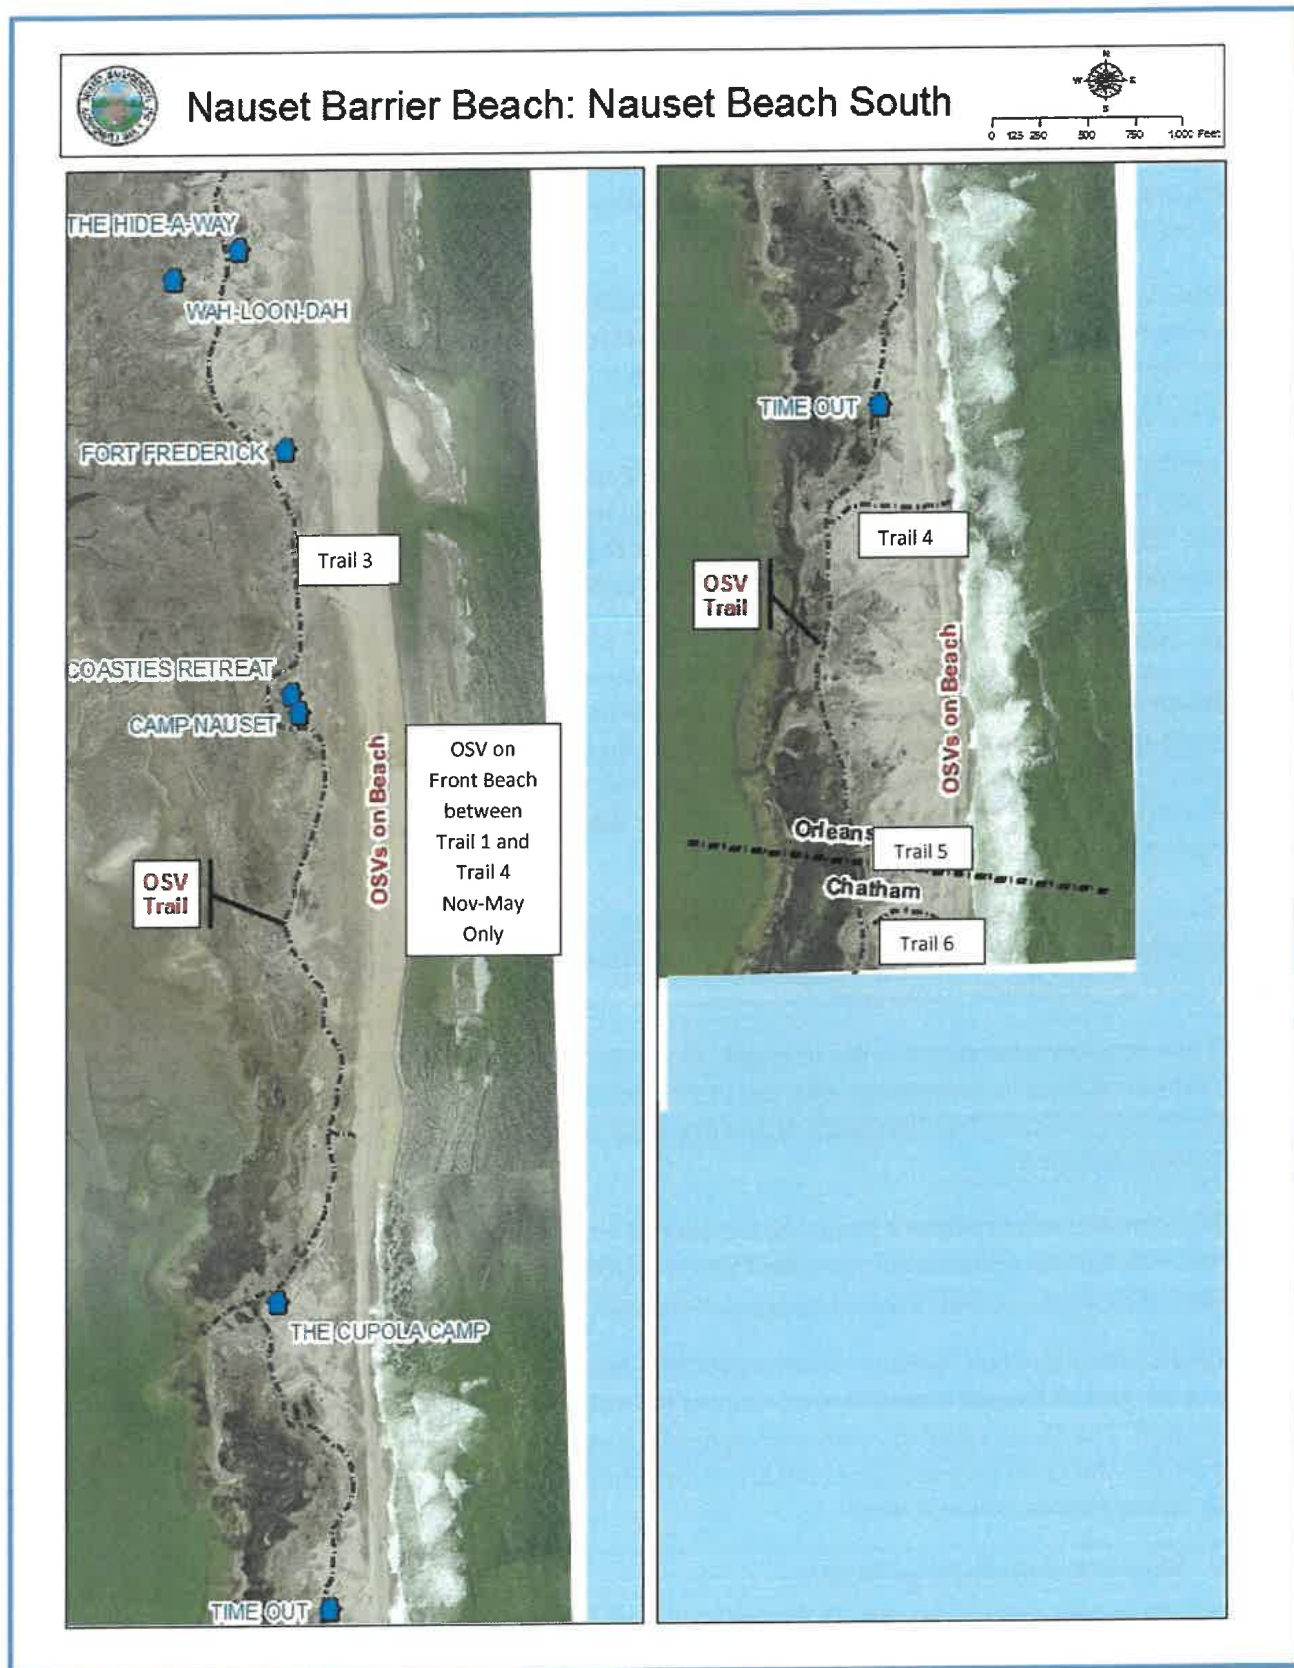 Nauset Barrier Beach: Nauset Beach South
N
W
E
S
0 125 250 500 750 1,000 Feet
THE HIDE-A-WAY
WAH-LOON-DAH
FORT FREDERICK
Trail 3
COASTIES RETREAT
CAMP NAUSET
OSVs on Beach
OSV on
Front Beach
between
Trail 1 and
Trail 4
Nov-May
Only
OSV
Trail
THE CUPOLA CAMP
TIME OUT
TIME OUT
Trail 4
OSV
Trail
OSVs on Beach
Orleans
Trail 5
Chatham
Trail 6